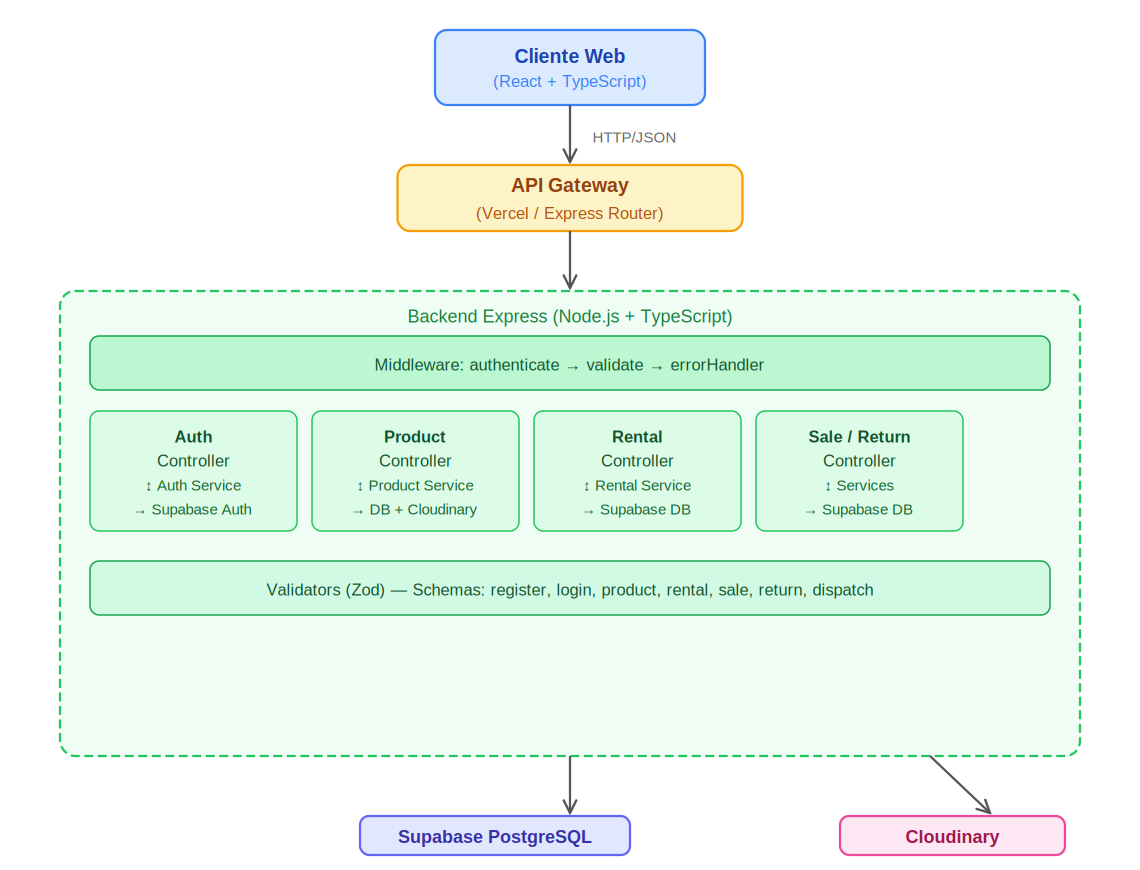 Cliente Web
(React + TypeScript)
HTTP/JSON
API Gateway
(Vercel / Express Router)
Backend Express (Node.js + TypeScript)
Middleware: authenticate → validate → errorHandler
Auth
Controller
↕ Auth Service
→ Supabase Auth
Product
Controller
↕ Product Service
→ DB + Cloudinary
Rental
Controller
↕ Rental Service
→ Supabase DB
Sale / Return
Controller
↕ Services
→ Supabase DB
Validators (Zod) — Schemas: register, login, product, rental, sale, return, dispatch
Supabase PostgreSQL
Cloudinary